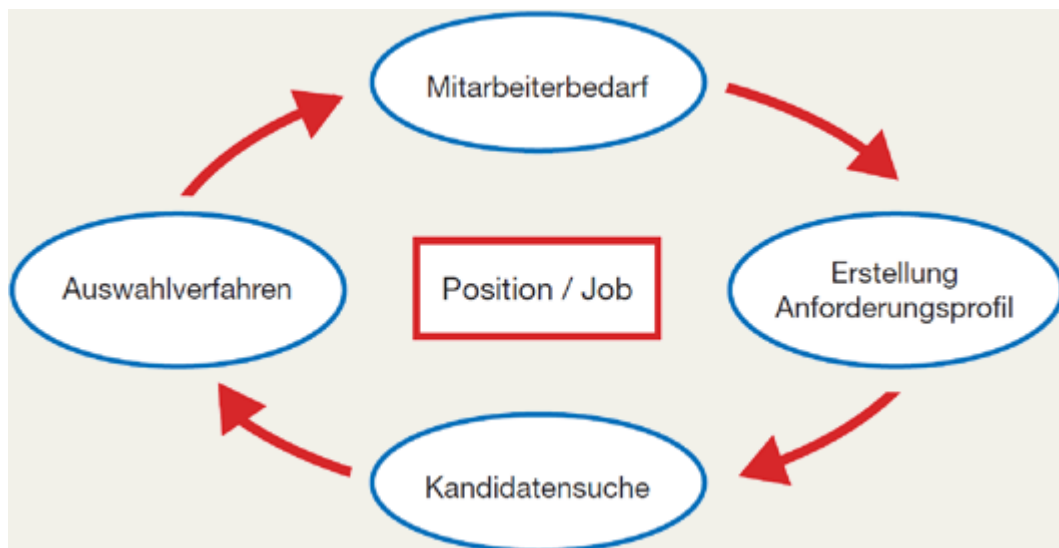 Mitarbeiterbedarf
Auswahlverfahren
Position / Job
Erstellung
Anforderungsprofil
Kandidatensuche